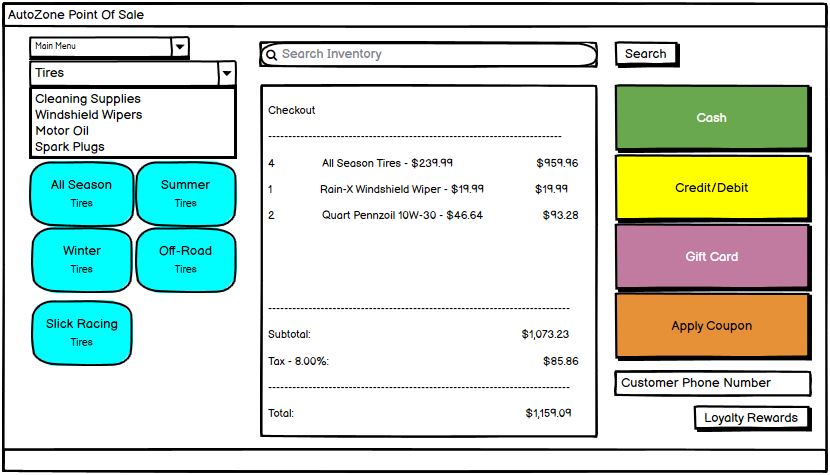 AutoZone Point Of Sale
Main Menu
Tires
Cleaning Supplies
Windshield Wipers
Motor Oil
Spark Plugs
All Season
Tires
Summer
Tires
Winter
Tires
Off-Road
Tires
Slick Racing
Tires
Search Inventory
Search
Checkout
4 All Season Tires - $239.99 $959.96
1 Rain-X Windshield Wiper - $19.99 $19.99
2 Quart Pennzoil 10W-30 - $46.64 $93.28
Subtotal: $1,073.23
Tax - 8.00%: $85.86
Total: $1,159.09
Cash
Credit/Debit
Gift Card
Apply Coupon
Customer Phone Number
Loyalty Rewards